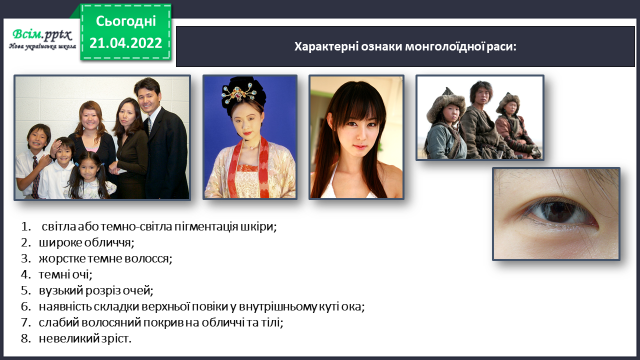 Всім.pptx
Нова українська школа
Сьогодні
21.04.2022
Характерні ознаки монголоїдної раси:
1. світла або темно-світла пігментація шкіри;
2. широке обличчя;
3. жорстке темне волосся;
4. темні очі;
5. вузький розріз очей;
6. наявність складки верхньої повіки у внутрішньому куті ока;
7. слабий волосяний покрив на обличчі та тілі;
8. невеликий зріст.